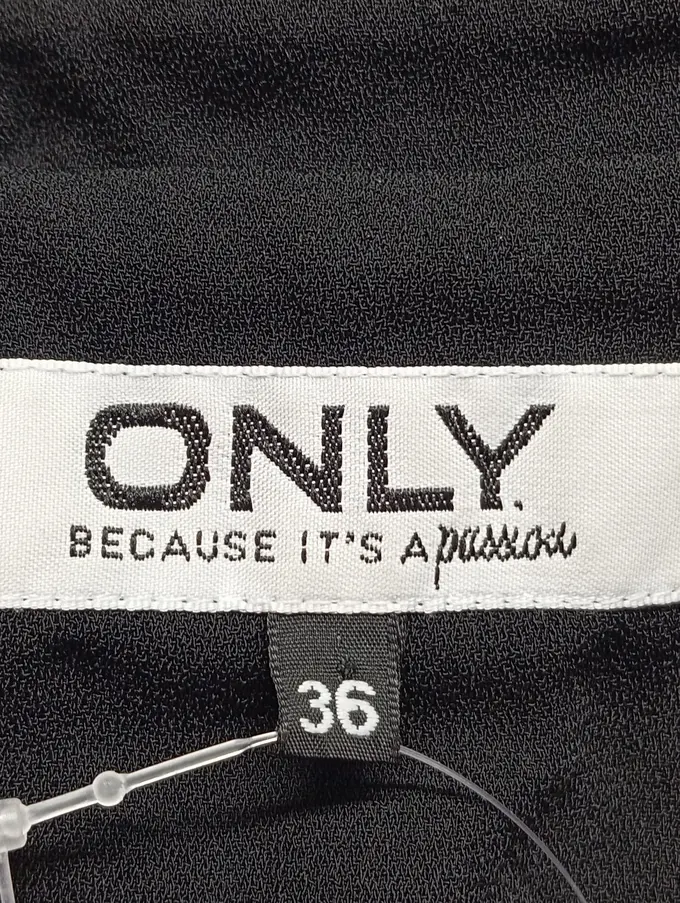 ONLY.
BECAUSE IT'S A passion
36